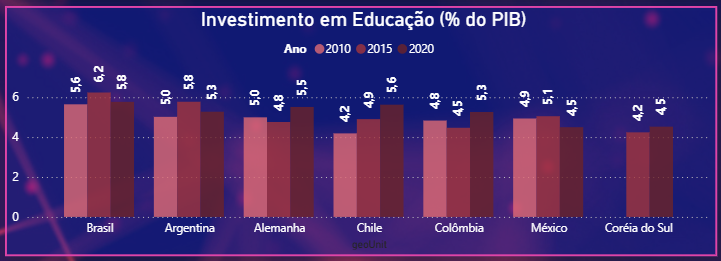 Investimento em Educação (% do PIB)
Ano 2010 2015 2020
5,6 6,2 5,8 5,0 5,8 5,3 5,0 4,8 5,5 4,2 4,9 5,6 4,8 4,5 5,3 4,9 5,1 4,5 4,2 4,5
6
4
2
0
Brasil Argentina Alemanha Chile Colômbia México Coréia do Sul
geoUnit